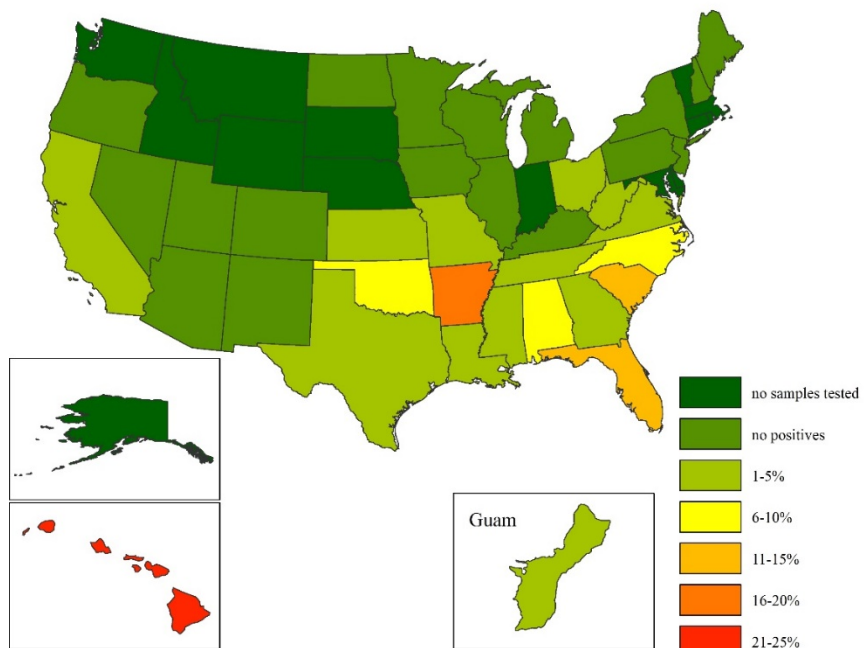 no samples tested
no positives
1-5%
Guam
6-10%
11-15%
16-20%
21-25%